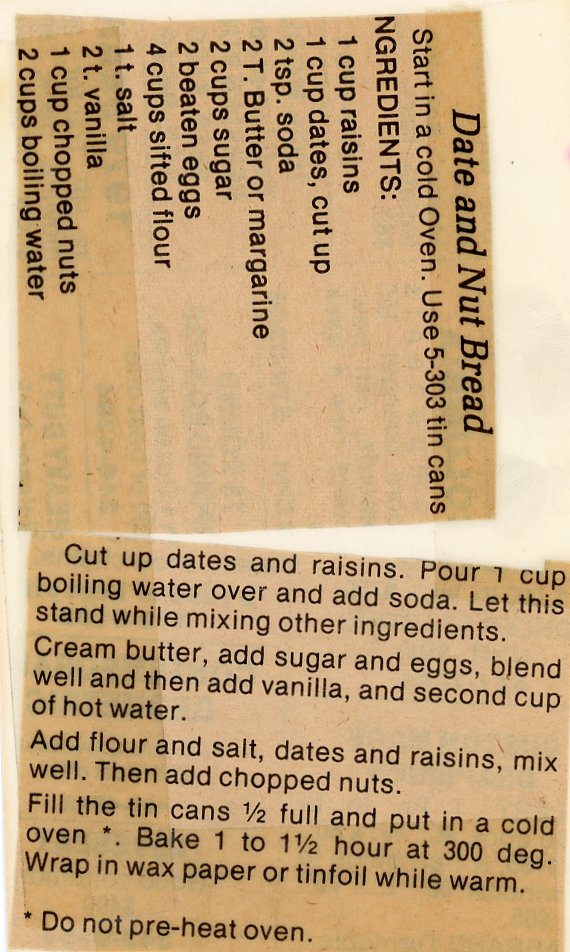 Date and Nut Bread
Start in a cold Oven. Use 5-303 tin cans
NGREDIENTS:
1 cup raisins
1 cup dates, cut up
2 tsp. soda
2 T. Butter or margarine
2 cups sugar
2 beaten eggs
4 cups sifted flour
1 t. salt
2 t. vanilla
1 cup chopped nuts
2 cups boiling water
Cut up dates and raisins. Pour 1 cup
boiling water over and add soda. Let this
stand while mixing other ingredients.
Cream butter, add sugar and eggs, blend
well and then add vanilla, and second cup
of hot water.
Add flour and salt, dates and raisins, mix
well. Then add chopped nuts.
Fill the tin cans ½ full and put in a cold
oven *. Bake 1 to 1½ hour at 300 deg.
Wrap in wax paper or tinfoil while warm.
* Do not pre-heat oven.